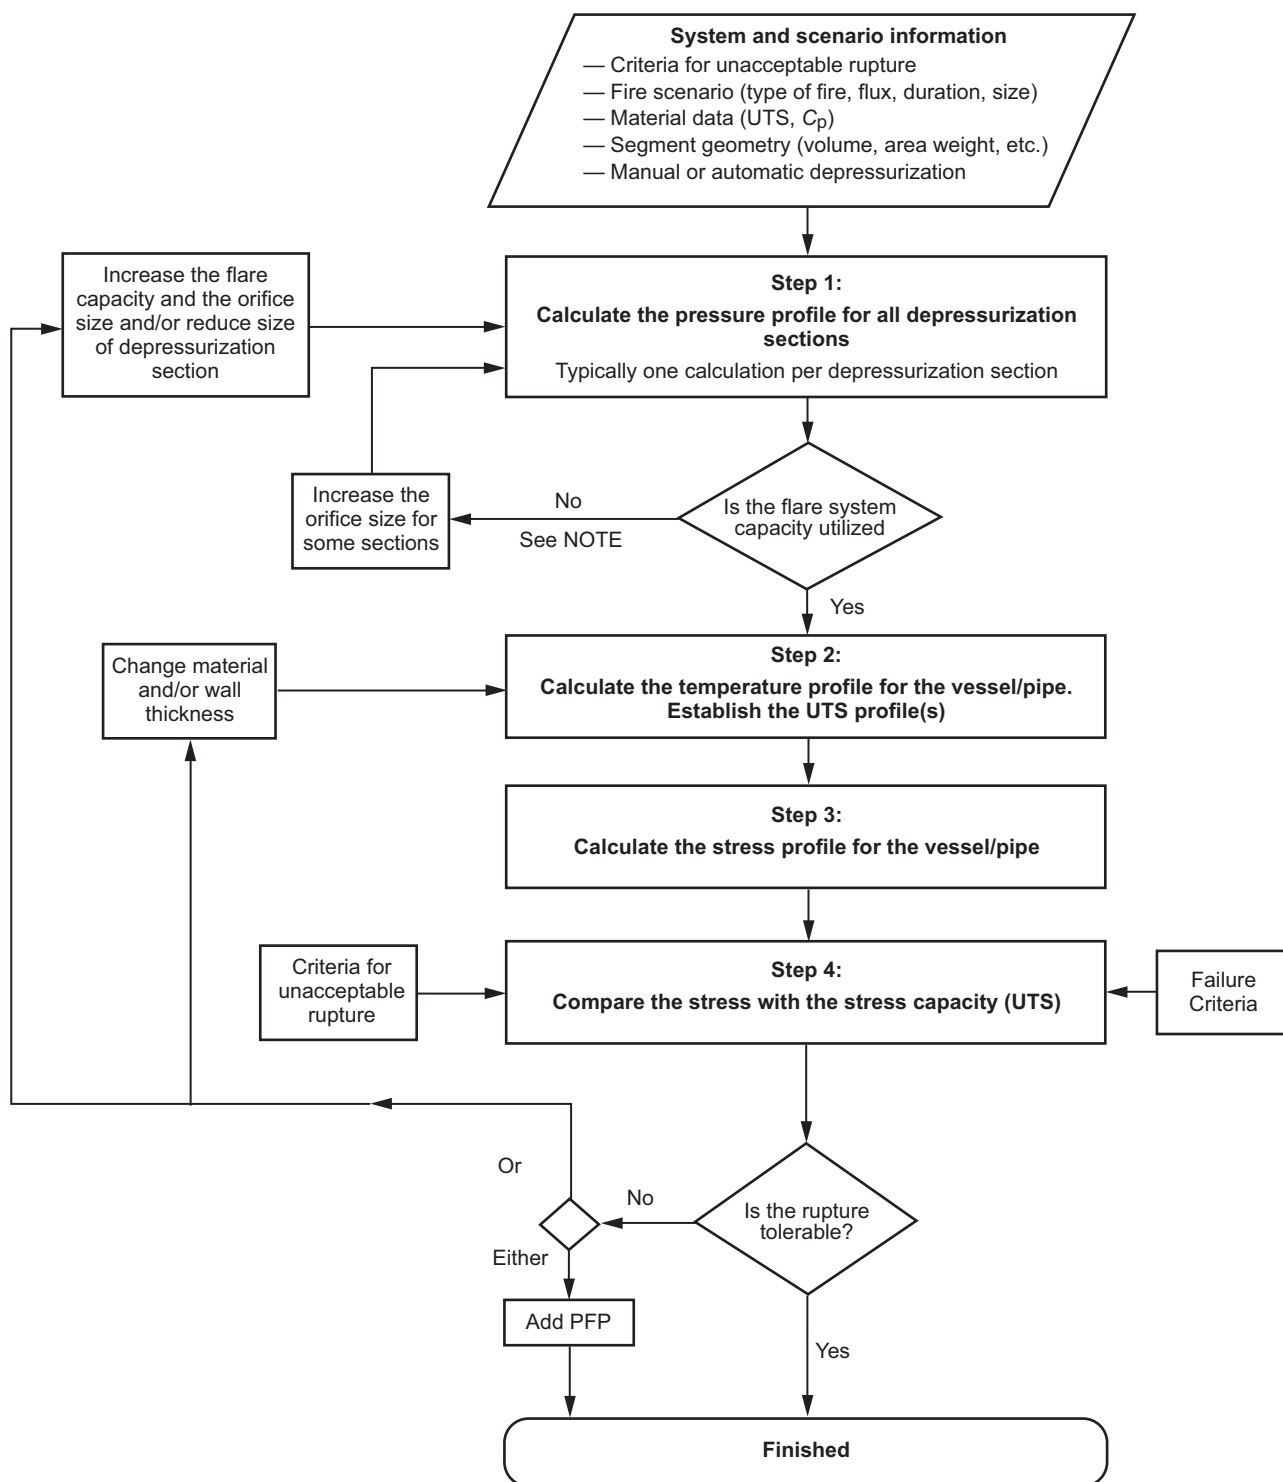 System and scenario information
— Criteria for unacceptable rupture
— Fire scenario (type of fire, flux, duration, size)
— Material data (UTS, Cp)
— Segment geometry (volume, area weight, etc.)
— Manual or automatic depressurization
Increase the flare
capacity and the orifice
size and/or reduce size
of depressurization
section
Step 1:
Calculate the pressure profile for all depressurization
sections
Typically one calculation per depressurization section
Increase the
orifice size for
some sections
No
See NOTE
Is the flare system
capacity utilized
Yes
Change material
and/or wall
thickness
Step 2:
Calculate the temperature profile for the vessel/pipe.
Establish the UTS profile(s)
Step 3:
Calculate the stress profile for the vessel/pipe
Criteria for
unacceptable
rupture
Step 4:
Compare the stress with the stress capacity (UTS)
Failure
Criteria
Or
No
Is the rupture
tolerable?
Either
Add PFP
Yes
Finished